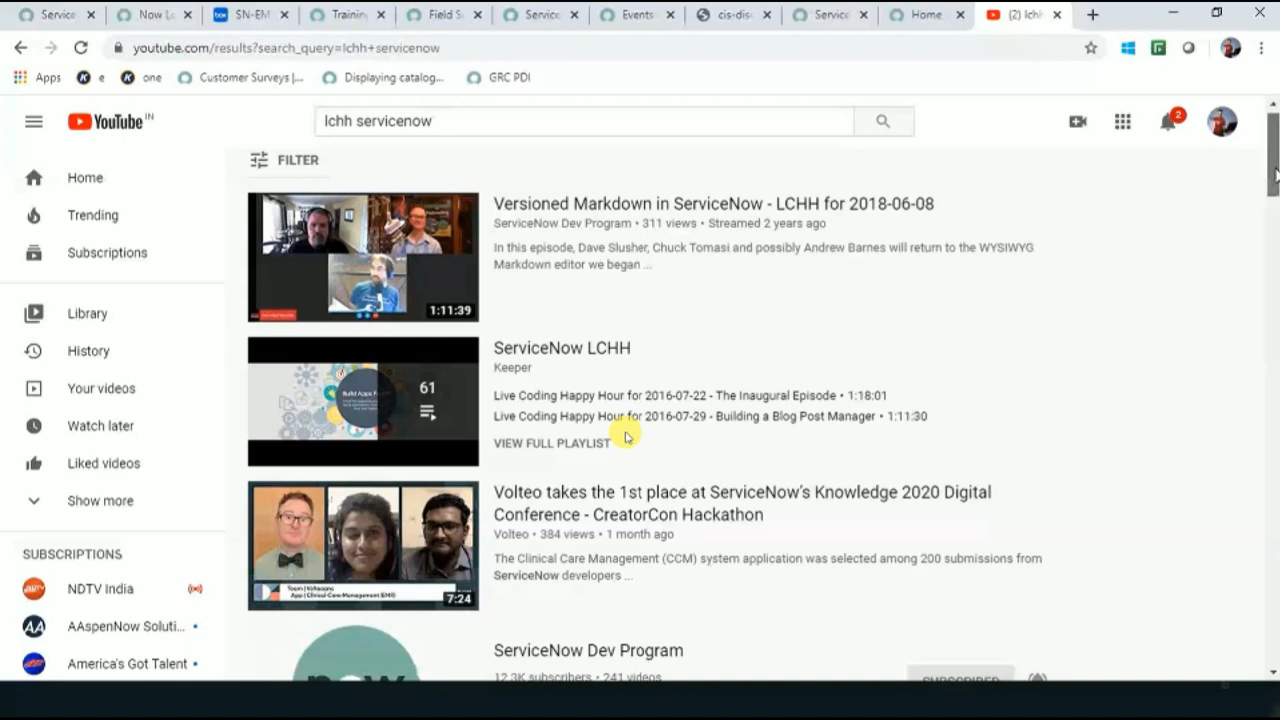 Service
Now Le
SN-EM
Training
Field S
Service
Events
cis-dis
Service
Home
(2) lchh
youtube.com/results?search_query=lchh+servicenow
Apps
e
one
Customer Surveys |...
Displaying catalog...
GRC PDI
YouTube IN
lchh servicenow
2
FILTER
Home
Trending
Subscriptions
Library
History
Your videos
Watch later
Liked videos
Show more
SUBSCRIPTIONS
NDTV India
AAspenNow Soluti...
America's Got Talent
Versioned Markdown in ServiceNow - LCHH for 2018-06-08
ServiceNow Dev Program • 311 views • Streamed 2 years ago
In this episode, Dave Slusher, Chuck Tomasi and possibly Andrew Barnes will return to the WYSIWYG
Markdown editor we began ...
1:11:39
ServiceNow LCHH
Keeper
61
Live Coding Happy Hour for 2016-07-22 - The Inaugural Episode • 1:18:01
Live Coding Happy Hour for 2016-07-29 - Building a Blog Post Manager • 1:11:30
VIEW FULL PLAYLIST
Volteo takes the 1st place at ServiceNow's Knowledge 2020 Digital
Conference - CreatorCon Hackathon
Volteo • 384 views • 1 month ago
The Clinical Care Management (CCM) system application was selected among 200 submissions from
ServiceNow developers ...
7:24
ServiceNow Dev Program
12.3K subscribers • 241 videos
SUBSCRIBED
now